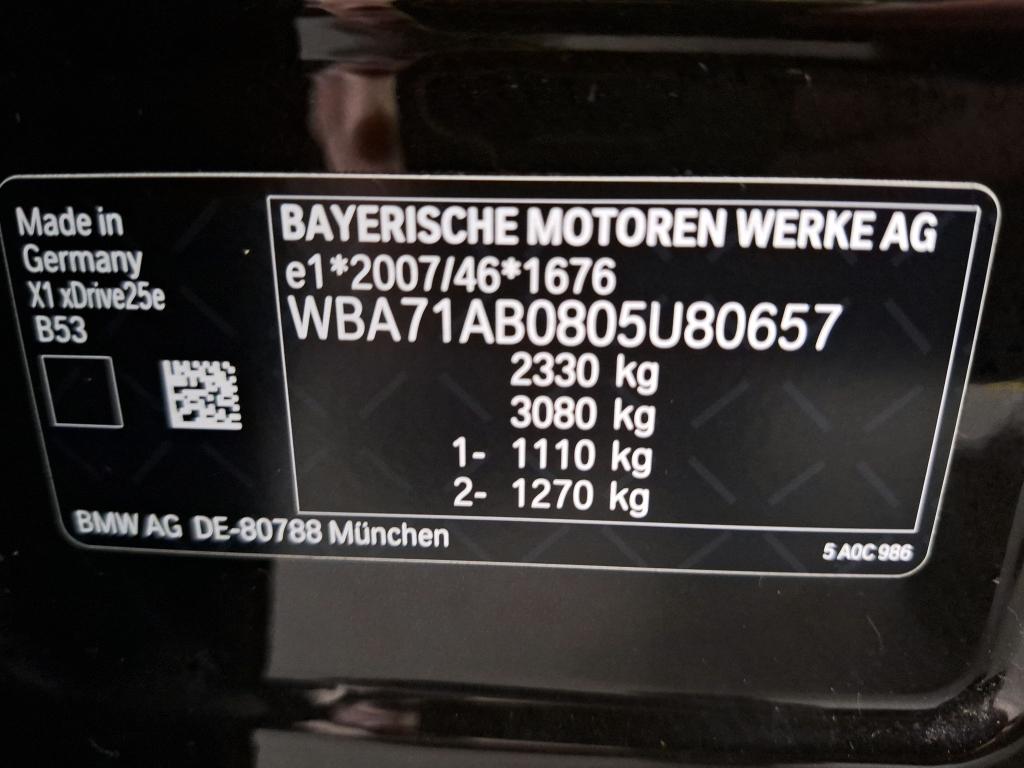 Made in
Germany
X1 xDrive25e
B53
BAYERISCHE MOTOREN WERKE AG
e1*2007/46*1676
WBA71AB0805U80657
2330 kg
3080 kg
1- 1110 kg
2- 1270 kg
BMW AG DE-80788 München
5 A0C 986